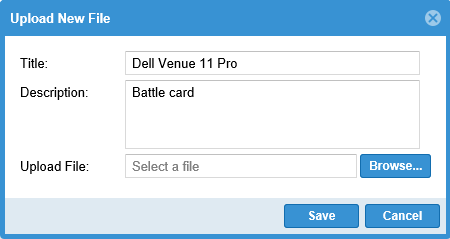 Upload New File
Title: Dell Venue 11 Pro
Description: Battle card
Upload File: Select a file Browse...
Save Cancel